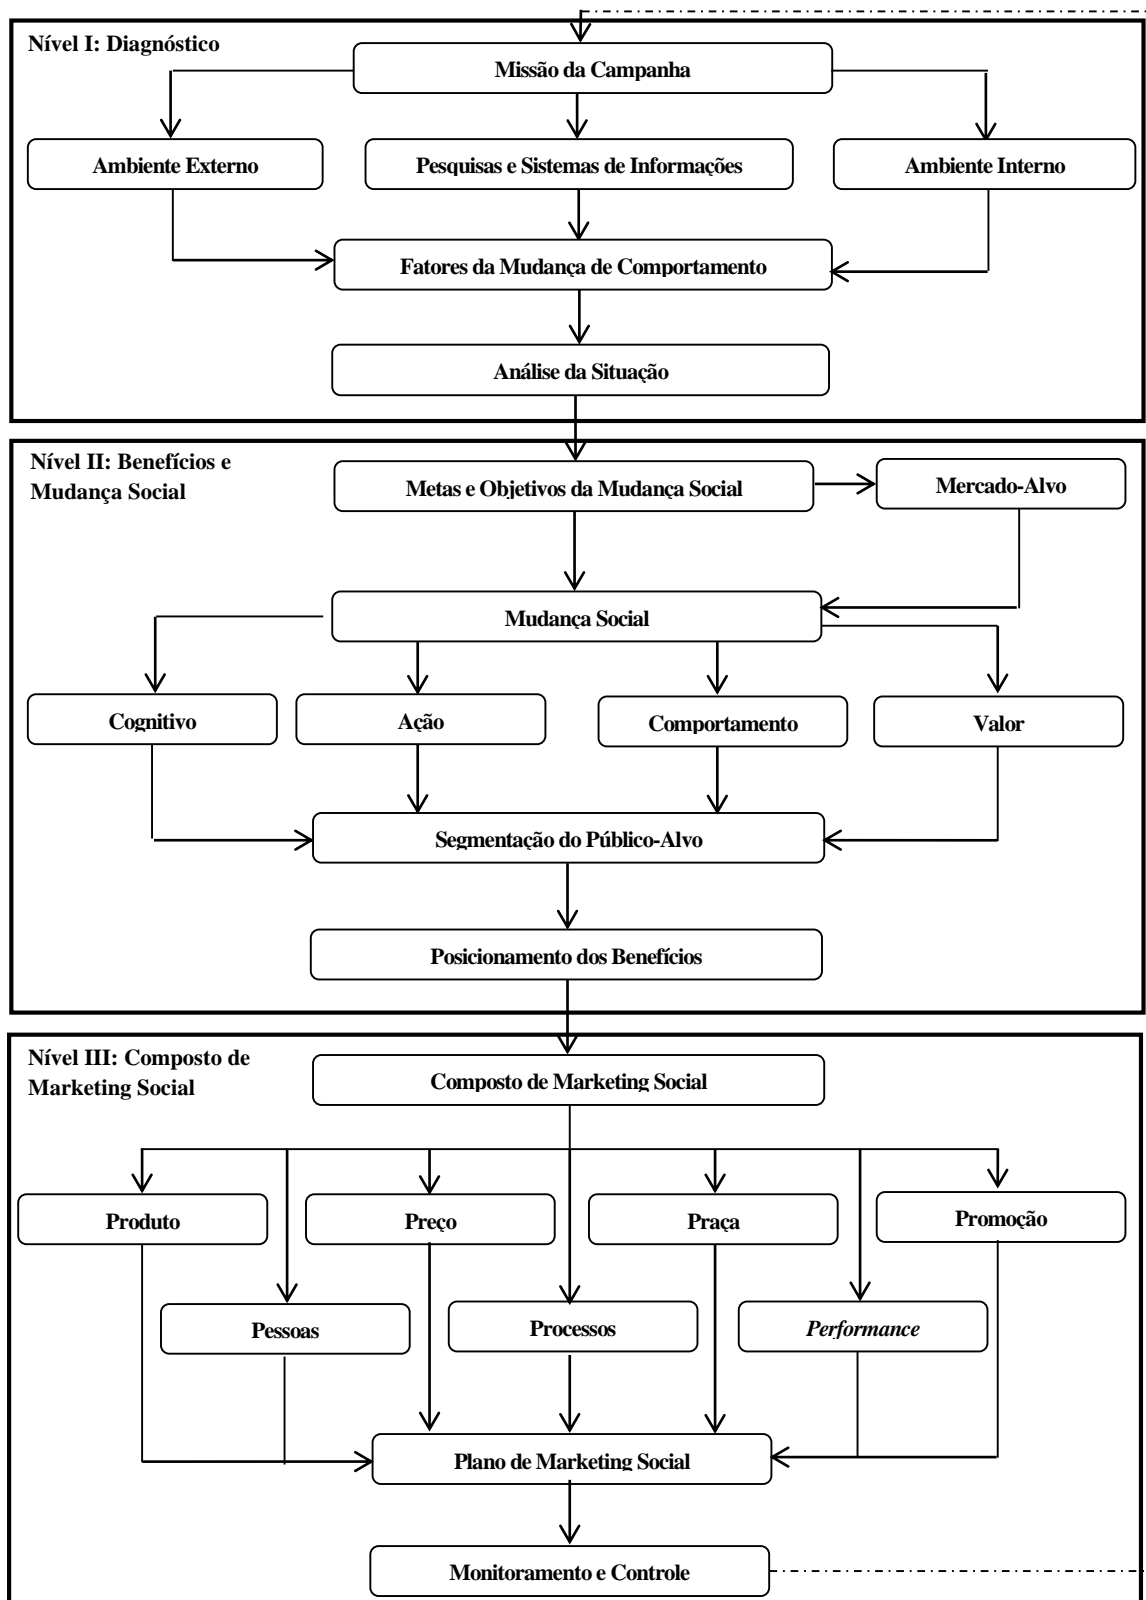 Nível I: Diagnóstico
Missão da Campanha
Ambiente Externo
Pesquisas e Sistemas de Informações
Ambiente Interno
Fatores da Mudança de Comportamento
Análise da Situação
Nível II: Benefícios e
Mudança Social
Metas e Objetivos da Mudança Social
Mercado-Alvo
Mudança Social
Cognitivo
Ação
Comportamento
Valor
Segmentação do Público-Alvo
Posicionamento dos Benefícios
Nível III: Composto de
Marketing Social
Composto de Marketing Social
Produto
Preço
Praça
Promoção
Pessoas
Processos
Performance
Plano de Marketing Social
Monitoramento e Controle